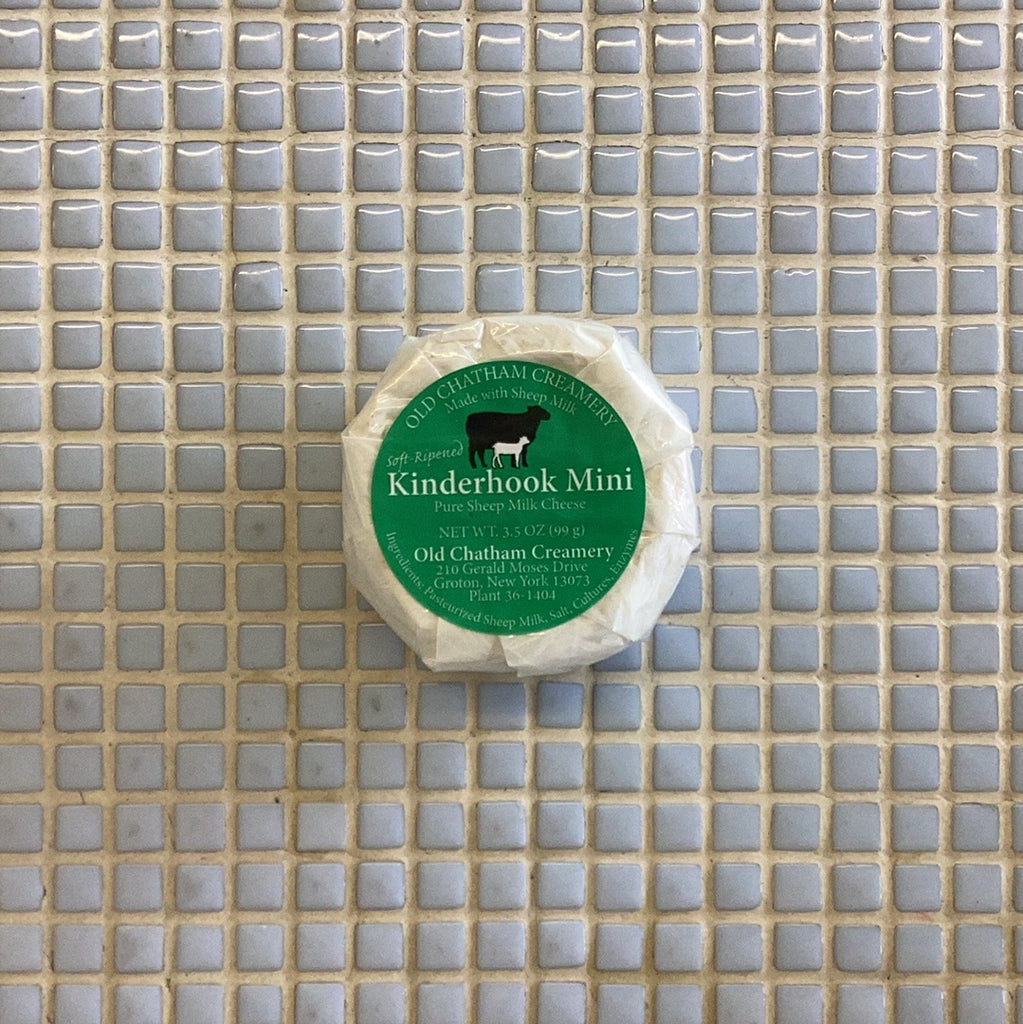 OLD CHATHAM CREAMERY
Made with Sheep Milk
Soft-Ripened
Kinderhook Mini
Pure Sheep Milk Cheese
NET WT. 3.5 OZ (99 g)
Old Chatham Creamery
210 Gerald Moses Drive
Groton, New York 13073
Plant 36-1404
Ingredients: Pasteurized Sheep Milk, Salt, Cultures, Enzymes